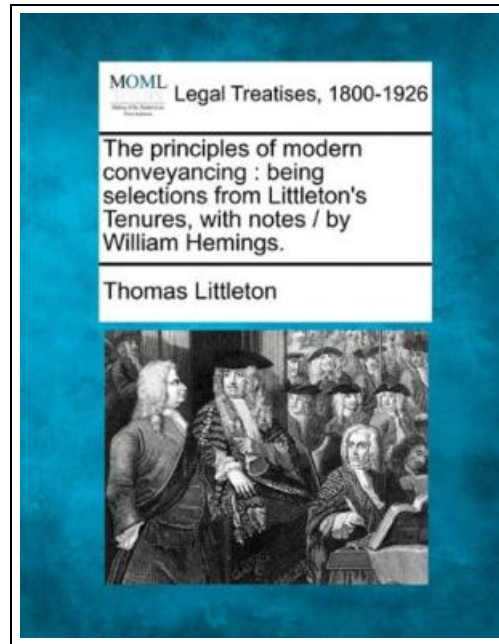 MOML
Legal Treatises, 1800-1926
The principles of modern
conveyancing : being
selections from Littleton's
Tenures, with notes / by
William Hemings.
Thomas Littleton